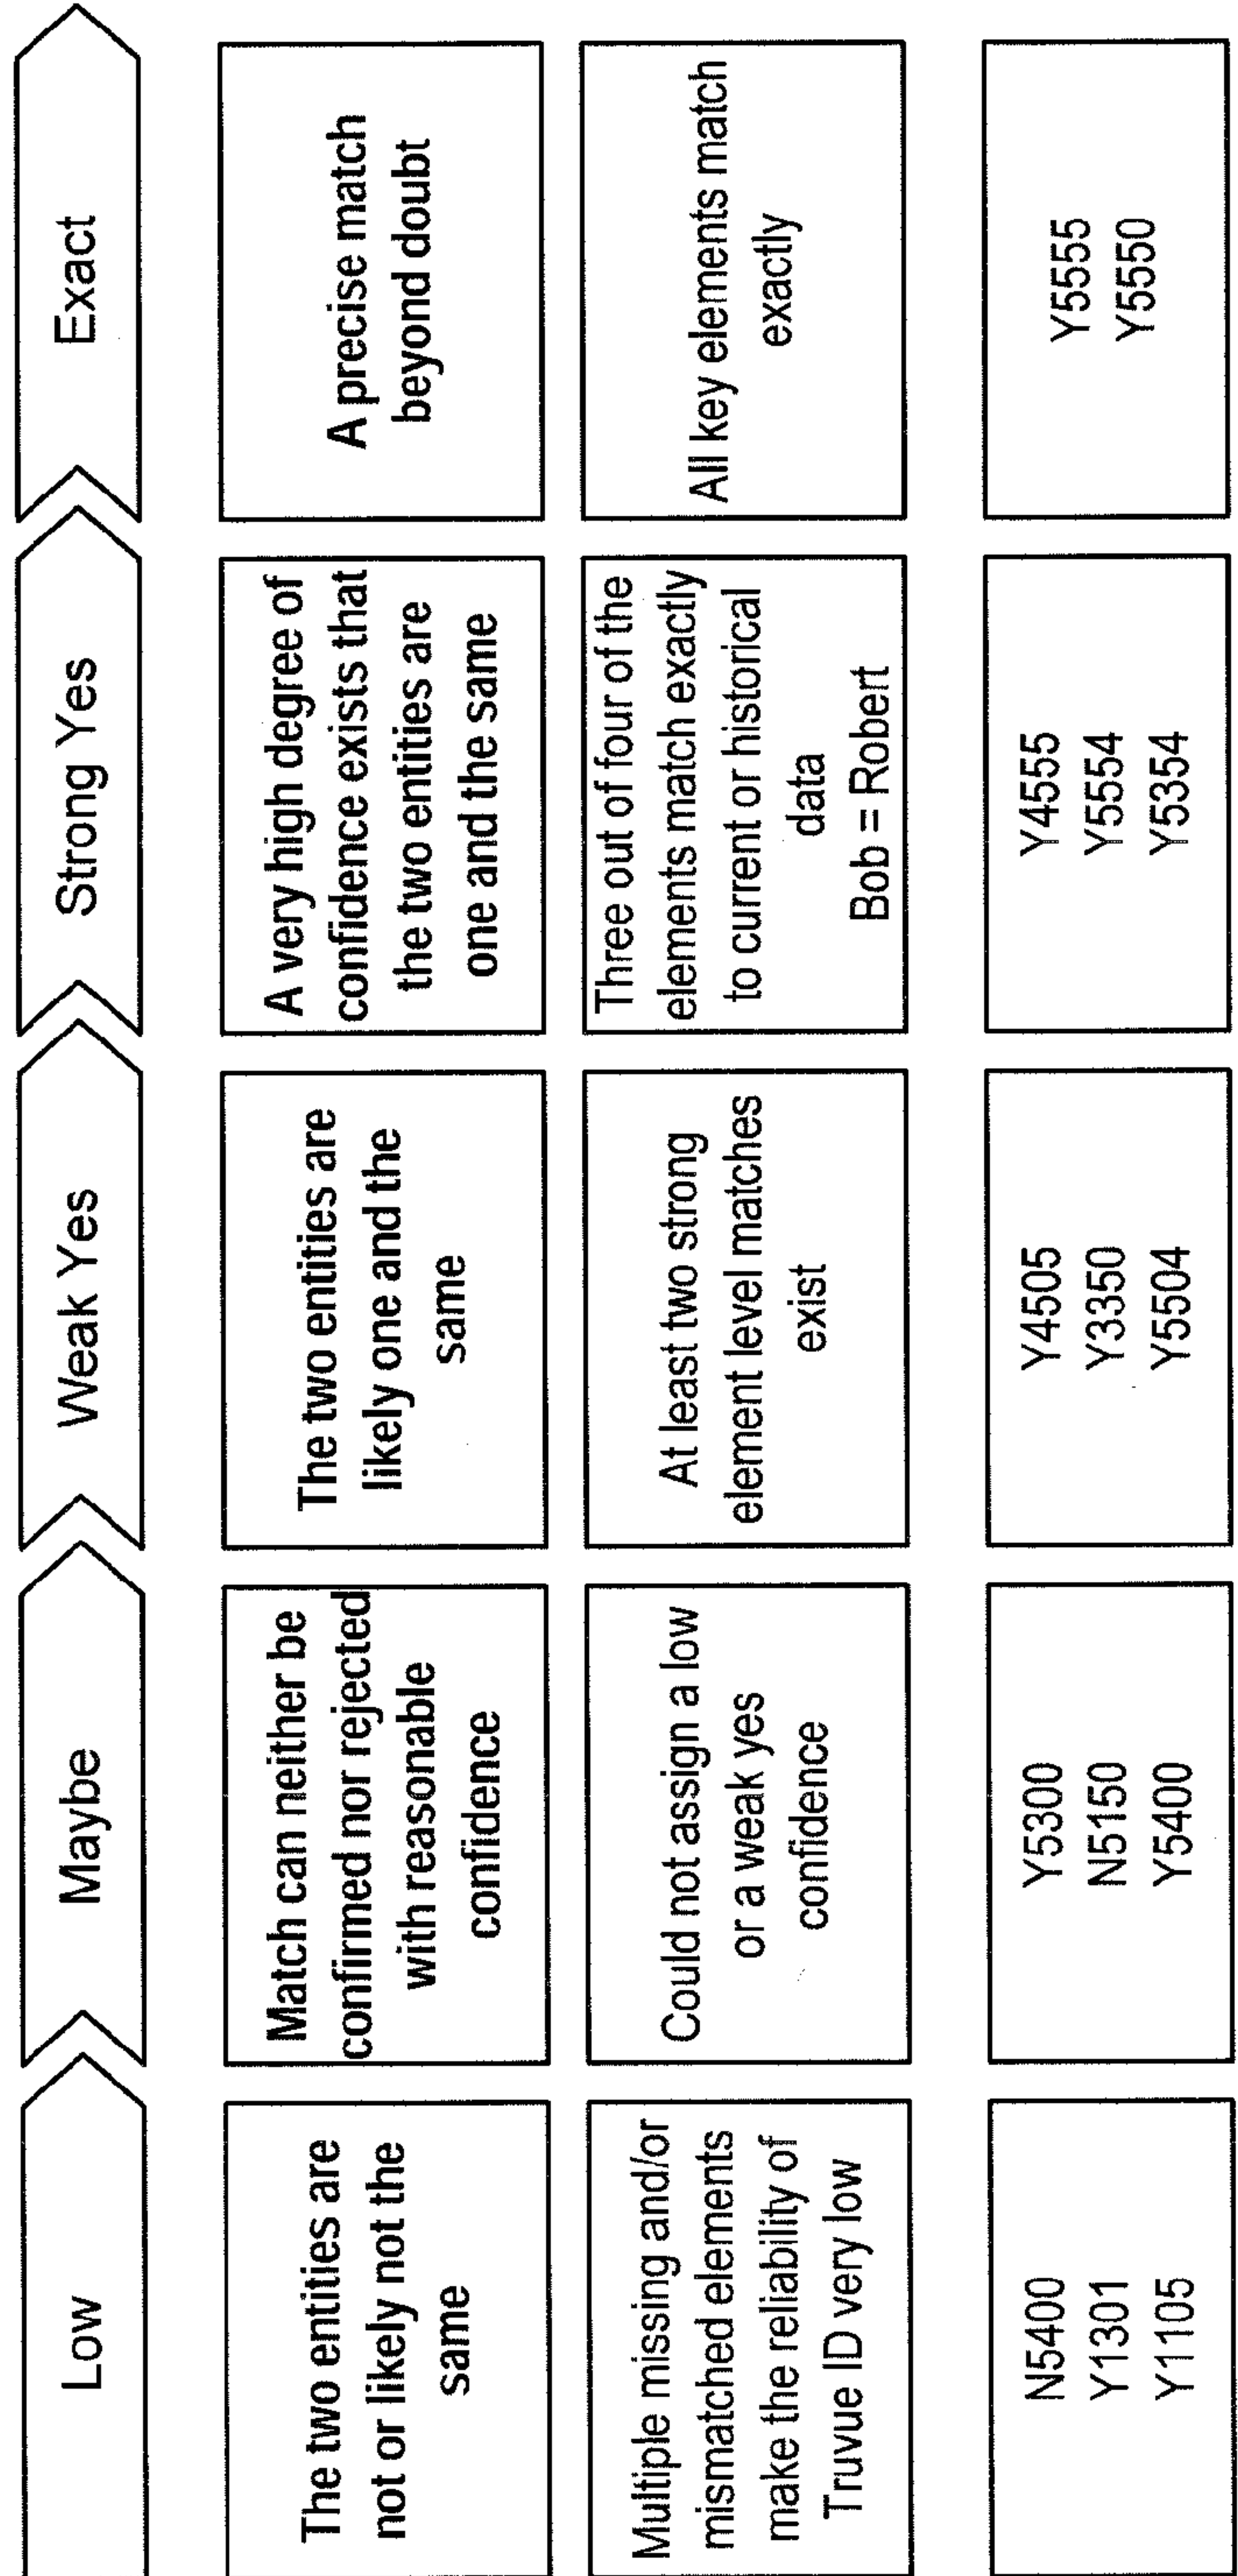 Low
Maybe
Weak Yes
Strong Yes
Exact
The two entities are
not or likely not the
same
Match can neither be
confirmed nor rejected
with reasonable
confidence
The two entities are
likely one and the
same
A very high degree of
confidence exists that
the two entities are
one and the same
A precise match
beyond doubt
Multiple missing and/or
mismatched elements
make the reliability of
Truvue ID very low
Could not assign a low
or a weak yes
confidence
At least two strong
element level matches
exist
Three out of four of the
elements match exactly
to current or historical
data
Bob = Robert
All key elements match
exactly
N5400
Y1301
Y1105
Y5300
N5150
Y5400
Y4505
Y3350
Y5504
Y4555
Y5554
Y5354
Y5555
Y5550